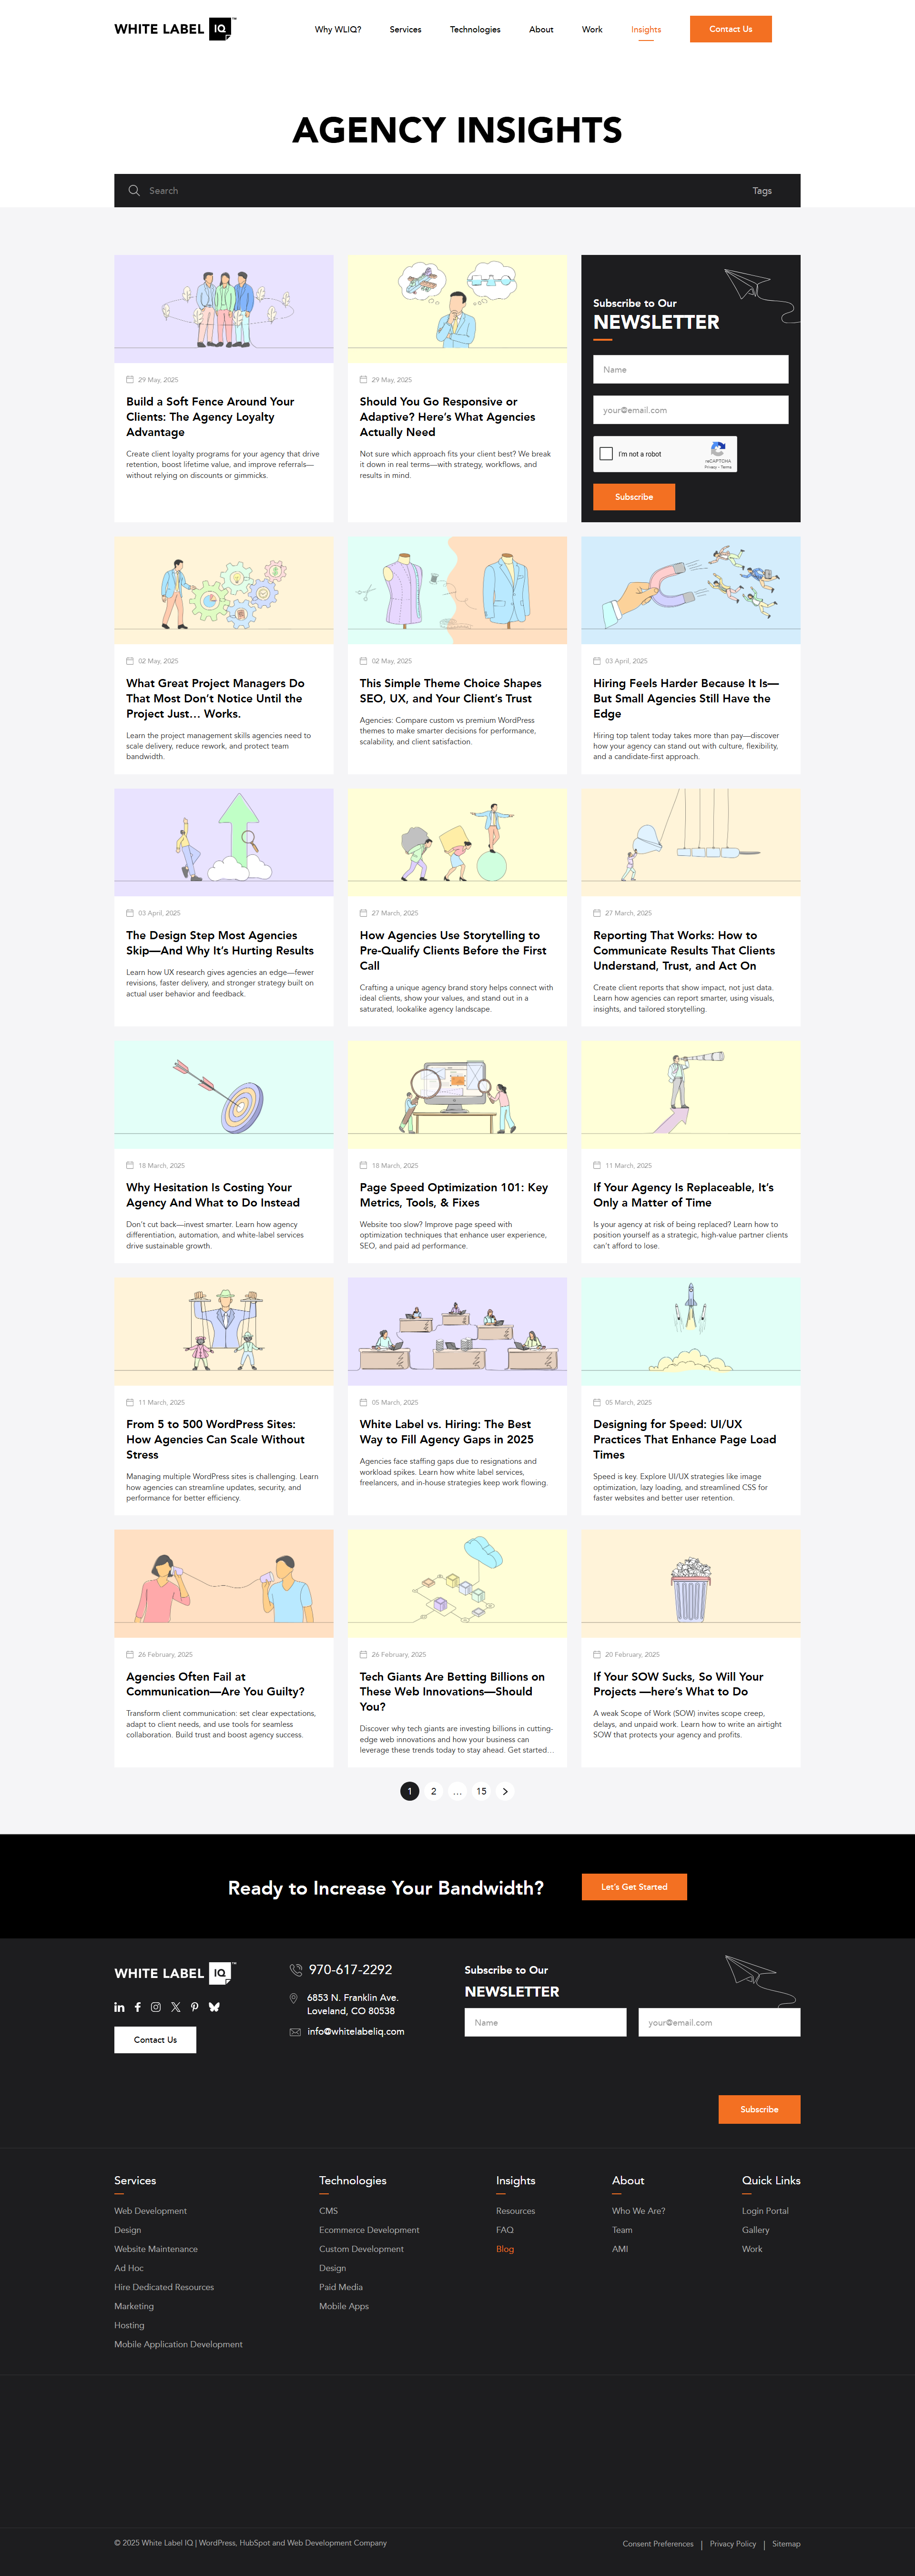 WHITE LABEL IQ
Why WLIQ?
Services
Technologies
About
Work
Insights
Contact Us
AGENCY INSIGHTS
Search
Tags
29 May, 2025
Build a Soft Fence Around Your
Clients: The Agency Loyalty
Advantage
Create client loyalty programs for your agency that drive
retention, boost lifetime value, and improve referrals—
without relying on discounts or gimmicks.
29 May, 2025
Should You Go Responsive or
Adaptive? Here's What Agencies
Actually Need
Not sure which approach fits your client best? We break
it down in real terms—with strategy, workflows, and
results in mind.
Subscribe to Our
NEWSLETTER
Name
your@email.com
I'm not a robot
reCAPTCHA
Privacy - Terms
Subscribe
02 May, 2025
What Great Project Managers Do
That Most Don't Notice Until the
Project Just… Works.
Learn the project management skills agencies need to
scale delivery, reduce rework, and protect team
bandwidth.
02 May, 2025
This Simple Theme Choice Shapes
SEO, UX, and Your Client's Trust
Agencies: Compare custom vs premium WordPress
themes to make smarter decisions for performance,
scalability, and client satisfaction.
03 April, 2025
Hiring Feels Harder Because It Is—
But Small Agencies Still Have the
Edge
Hiring top talent today takes more than pay—discover
how your agency can stand out with culture, flexibility,
and a candidate-first approach.
03 April, 2025
The Design Step Most Agencies
Skip—And Why It's Hurting Results
Learn how UX research gives agencies an edge—fewer
revisions, faster delivery, and stronger strategy built on
actual user behavior and feedback.
27 March, 2025
How Agencies Use Storytelling to
Pre-Qualify Clients Before the First
Call
Crafting a unique agency brand story helps connect with
ideal clients, show your values, and stand out in a
saturated, lookalike agency landscape.
27 March, 2025
Reporting That Works: How to
Communicate Results That Clients
Understand, Trust, and Act On
Create client reports that show impact, not just data.
Learn how agencies can report smarter, using visuals,
insights, and tailored storytelling.
18 March, 2025
Why Hesitation Is Costing Your
Agency And What to Do Instead
Don't cut back—invest smarter. Learn how agency
differentiation, automation, and white-label services
drive sustainable growth.
18 March, 2025
Page Speed Optimization 101: Key
Metrics, Tools, & Fixes
Website too slow? Improve page speed with
optimization techniques that enhance user experience,
SEO, and paid ad performance.
11 March, 2025
If Your Agency Is Replaceable, It's
Only a Matter of Time
Is your agency at risk of being replaced? Learn how to
position yourself as a strategic, high-value partner clients
can't afford to lose.
11 March, 2025
From 5 to 500 WordPress Sites:
How Agencies Can Scale Without
Stress
Managing multiple WordPress sites is challenging. Learn
how agencies can streamline updates, security, and
performance for better efficiency.
05 March, 2025
White Label vs. Hiring: The Best
Way to Fill Agency Gaps in 2025
Agencies face staffing gaps due to resignations and
workload spikes. Learn how white label services,
freelancers, and in-house strategies keep work flowing.
05 March, 2025
Designing for Speed: UI/UX
Practices That Enhance Page Load
Times
Speed is key. Explore UI/UX strategies like image
optimization, lazy loading, and streamlined CSS for
faster websites and better user retention.
26 February, 2025
Agencies Often Fail at
Communication—Are You Guilty?
Transform client communication: set clear expectations,
adapt to client needs, and use tools for seamless
collaboration. Build trust and boost agency success.
26 February, 2025
Tech Giants Are Betting Billions on
These Web Innovations—Should
You?
Discover why tech giants are investing billions in cutting-
edge web innovations and how your business can
leverage these trends today to stay ahead. Get started…
20 February, 2025
If Your SOW Sucks, So Will Your
Projects —here's What to Do
A weak Scope of Work (SOW) invites scope creep,
delays, and unpaid work. Learn how to write an airtight
SOW that protects your agency and profits.
1 2 … 15
Ready to Increase Your Bandwidth?
Let's Get Started
WHITE LABEL IQ
Contact Us
970-617-2292
6853 N. Franklin Ave.
Loveland, CO 80538
info@whitelabeliq.com
Subscribe to Our
NEWSLETTER
Name
your@email.com
Subscribe
Services
Web Development
Design
Website Maintenance
Ad Hoc
Hire Dedicated Resources
Marketing
Hosting
Mobile Application Development
Technologies
CMS
Ecommerce Development
Custom Development
Design
Paid Media
Mobile Apps
Insights
Resources
FAQ
Blog
About
Who We Are?
Team
AMI
Quick Links
Login Portal
Gallery
Work
© 2025 White Label IQ | WordPress, HubSpot and Web Development Company
Consent Preferences | Privacy Policy | Sitemap